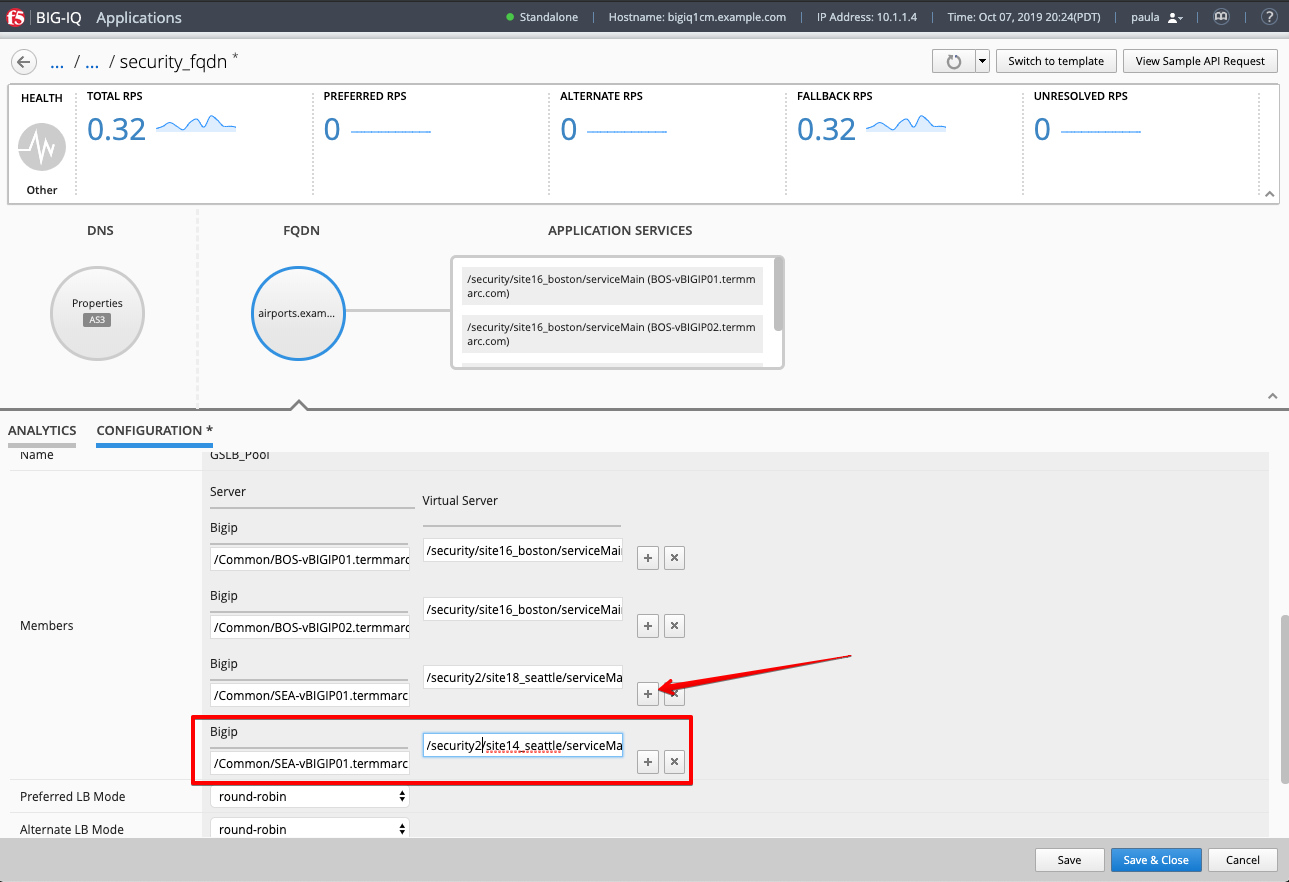 f5 BIG-IQ Applications
Standalone Hostname: bigiq1cm.example.com IP Address: 10.1.1.4 Time: Oct 07, 2019 20:24(PDT) paula ?
... / ... / security_fqdn *
Switch to template
View Sample API Request
HEALTH
Other
TOTAL RPS
0.32
PREFERRED RPS
0
ALTERNATE RPS
0
FALLBACK RPS
0.32
UNRESOLVED RPS
0
DNS
FQDN
APPLICATION SERVICES
Properties
AS3
airports.exam...
/security/site16_boston/serviceMain (BOS-vBIGIP01.termm
arc.com)
/security/site16_boston/serviceMain (BOS-vBIGIP02.termm
arc.com)
ANALYTICS
CONFIGURATION *
Name
GSLB_Pool
Members
Server
Virtual Server
Bigip
/Common/BOS-vBIGIP01.termmarc
/security/site16_boston/serviceMai
+ ×
Bigip
/Common/BOS-vBIGIP02.termmarc
/security/site16_boston/serviceMai
+ ×
Bigip
/Common/SEA-vBIGIP01.termmarc
/security2/site18_seattle/serviceMa
+ ×
Bigip
/Common/SEA-vBIGIP01.termmarc
/security2/site14_seattle/serviceMa
+ ×
Preferred LB Mode
round-robin
Alternate LB Mode
round-robin
Save
Save & Close
Cancel